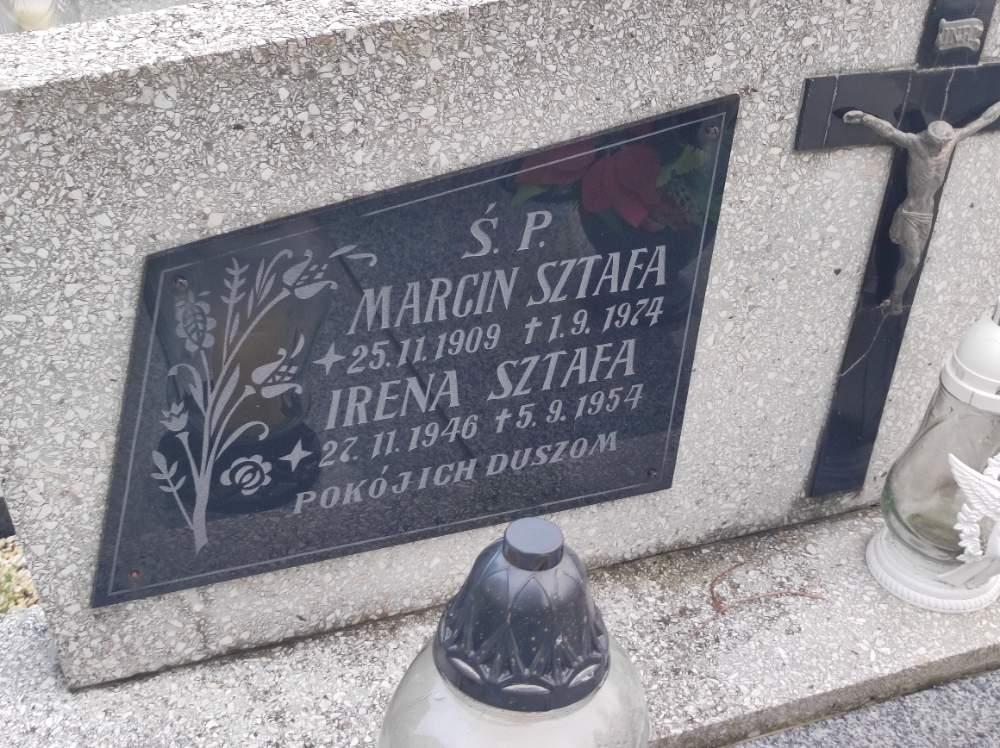 INRI
Ś. P.
MARCIN SZTAFA
25.11.1909 †1.9.1974
IRENA SZTAFA
27.11.1946 †5.9.1954
POKÓJ ICH DUSZOM